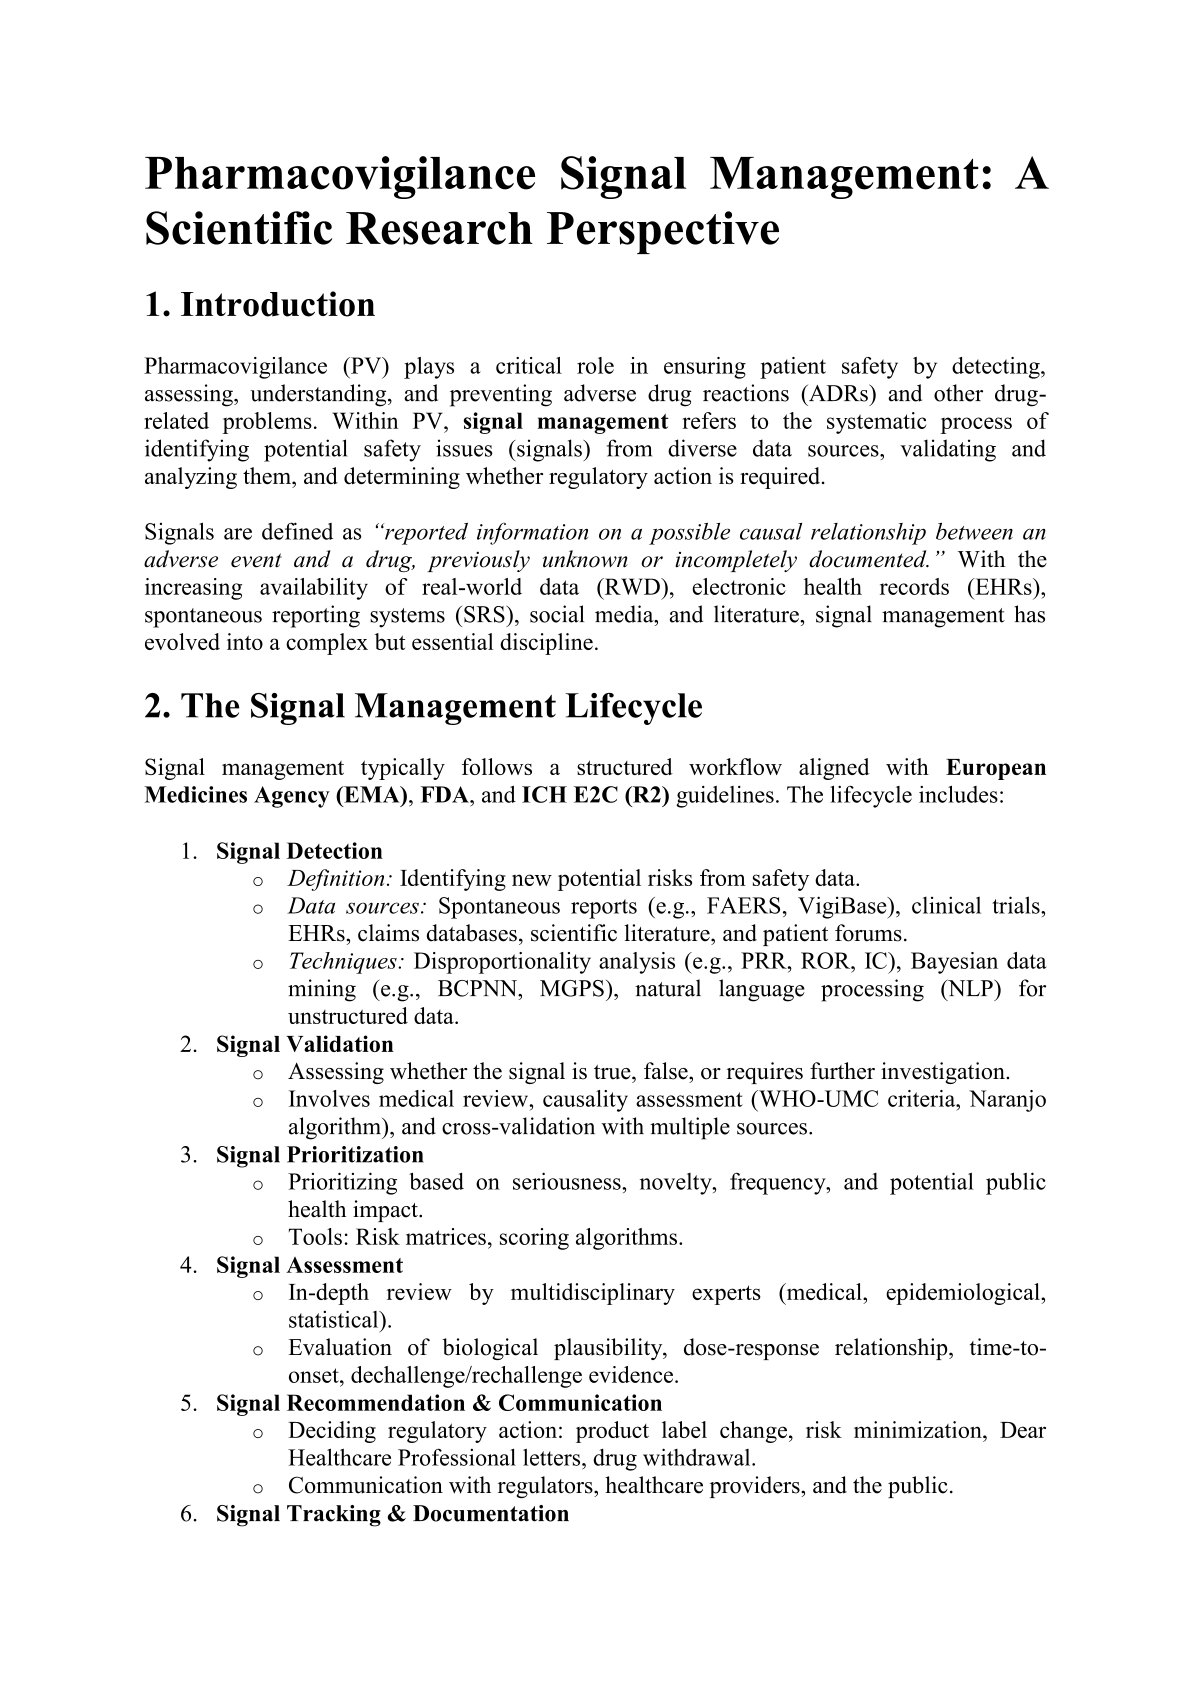 Pharmacovigilance Signal Management: A
Scientific Research Perspective
1. Introduction
Pharmacovigilance (PV) plays a critical role in ensuring patient safety by detecting,
assessing, understanding, and preventing adverse drug reactions (ADRs) and other drug-
related problems. Within PV, signal management refers to the systematic process of
identifying potential safety issues (signals) from diverse data sources, validating and
analyzing them, and determining whether regulatory action is required.
Signals are defined as “reported information on a possible causal relationship between an
adverse event and a drug, previously unknown or incompletely documented.” With the
increasing availability of real-world data (RWD), electronic health records (EHRs),
spontaneous reporting systems (SRS), social media, and literature, signal management has
evolved into a complex but essential discipline.
2. The Signal Management Lifecycle
Signal management typically follows a structured workflow aligned with European
Medicines Agency (EMA), FDA, and ICH E2C (R2) guidelines. The lifecycle includes:
1. Signal Detection
o Definition: Identifying new potential risks from safety data.
o Data sources: Spontaneous reports (e.g., FAERS, VigiBase), clinical trials,
EHRs, claims databases, scientific literature, and patient forums.
o Techniques: Disproportionality analysis (e.g., PRR, ROR, IC), Bayesian data
mining (e.g., BCPNN, MGPS), natural language processing (NLP) for
unstructured data.
2. Signal Validation
o Assessing whether the signal is true, false, or requires further investigation.
o Involves medical review, causality assessment (WHO-UMC criteria, Naranjo
algorithm), and cross-validation with multiple sources.
3. Signal Prioritization
o Prioritizing based on seriousness, novelty, frequency, and potential public
health impact.
o Tools: Risk matrices, scoring algorithms.
4. Signal Assessment
o In-depth review by multidisciplinary experts (medical, epidemiological,
statistical).
o Evaluation of biological plausibility, dose-response relationship, time-to-
onset, dechallenge/rechallenge evidence.
5. Signal Recommendation & Communication
o Deciding regulatory action: product label change, risk minimization, Dear
Healthcare Professional letters, drug withdrawal.
o Communication with regulators, healthcare providers, and the public.
6. Signal Tracking & Documentation